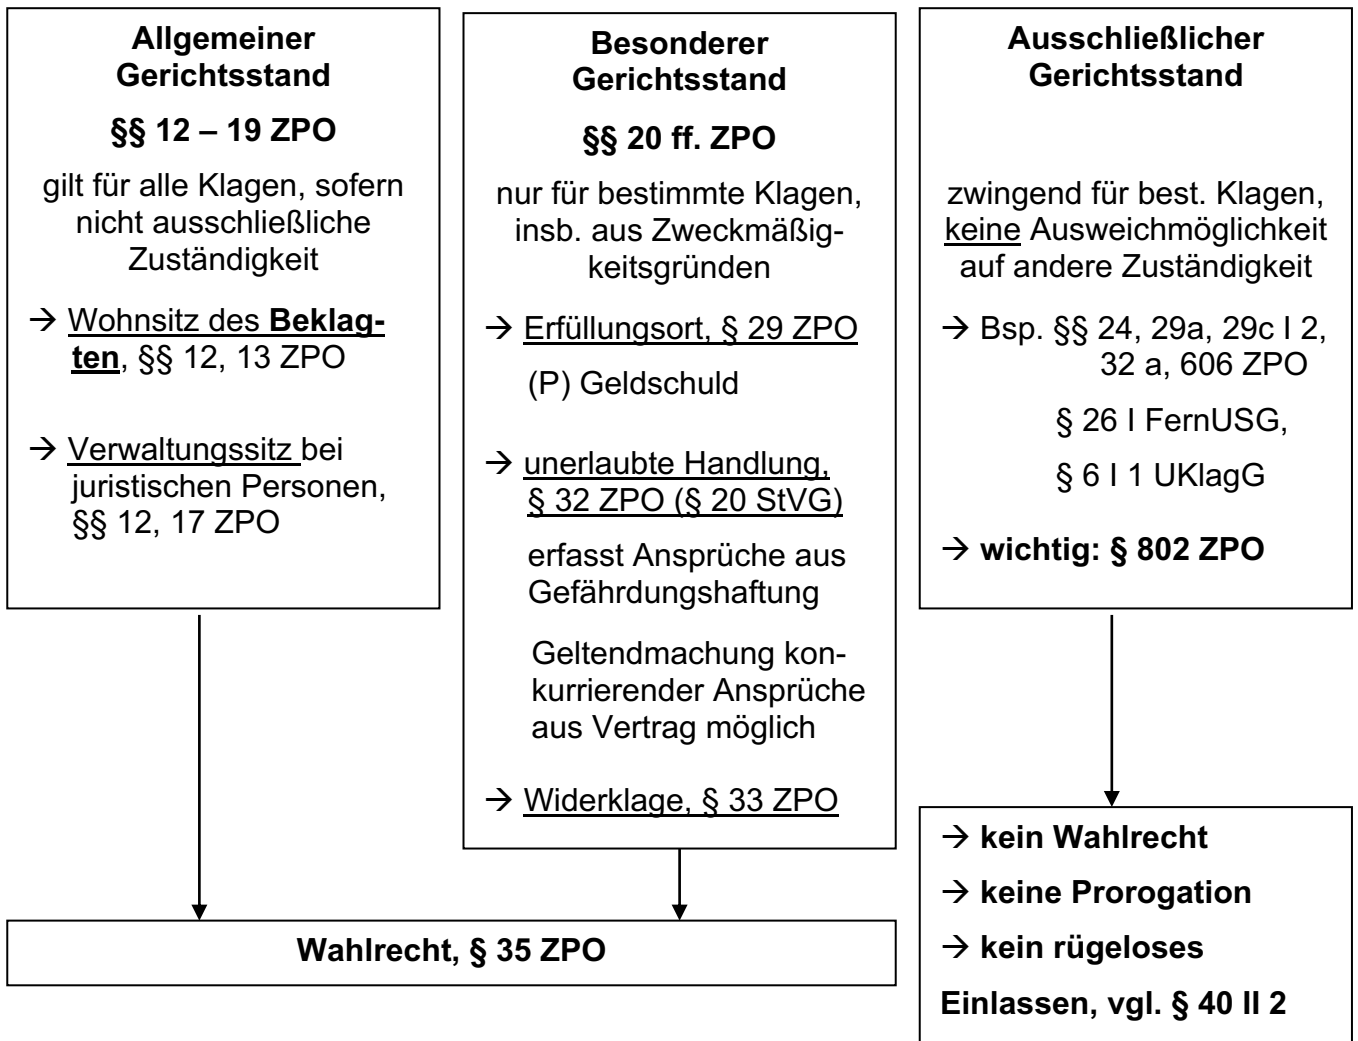 Allgemeiner
Gerichtsstand
§§ 12 – 19 ZPO
gilt für alle Klagen, sofern
nicht ausschließliche
Zuständigkeit
→ Wohnsitz des Beklag-
ten, §§ 12, 13 ZPO
→ Verwaltungssitz bei
juristischen Personen,
§§ 12, 17 ZPO
Besonderer
Gerichtsstand
§§ 20 ff. ZPO
nur für bestimmte Klagen,
insb. aus Zweckmäßig-
keitsgründen
→ Erfüllungsort, § 29 ZPO
(P) Geldschuld
→ unerlaubte Handlung,
§ 32 ZPO (§ 20 StVG)
erfasst Ansprüche aus
Gefährdungshaftung
Geltendmachung kon-
kurrierender Ansprüche
aus Vertrag möglich
→ Widerklage, § 33 ZPO
Ausschließlicher
Gerichtsstand
zwingend für best. Klagen,
keine Ausweichmöglichkeit
auf andere Zuständigkeit
→ Bsp. §§ 24, 29a, 29c I 2,
32 a, 606 ZPO
§ 26 I FernUSG,
§ 6 I 1 UKlagG
→ wichtig: § 802 ZPO
Wahlrecht, § 35 ZPO
→ kein Wahlrecht
→ keine Prorogation
→ kein rügeloses
Einlassen, vgl. § 40 II 2